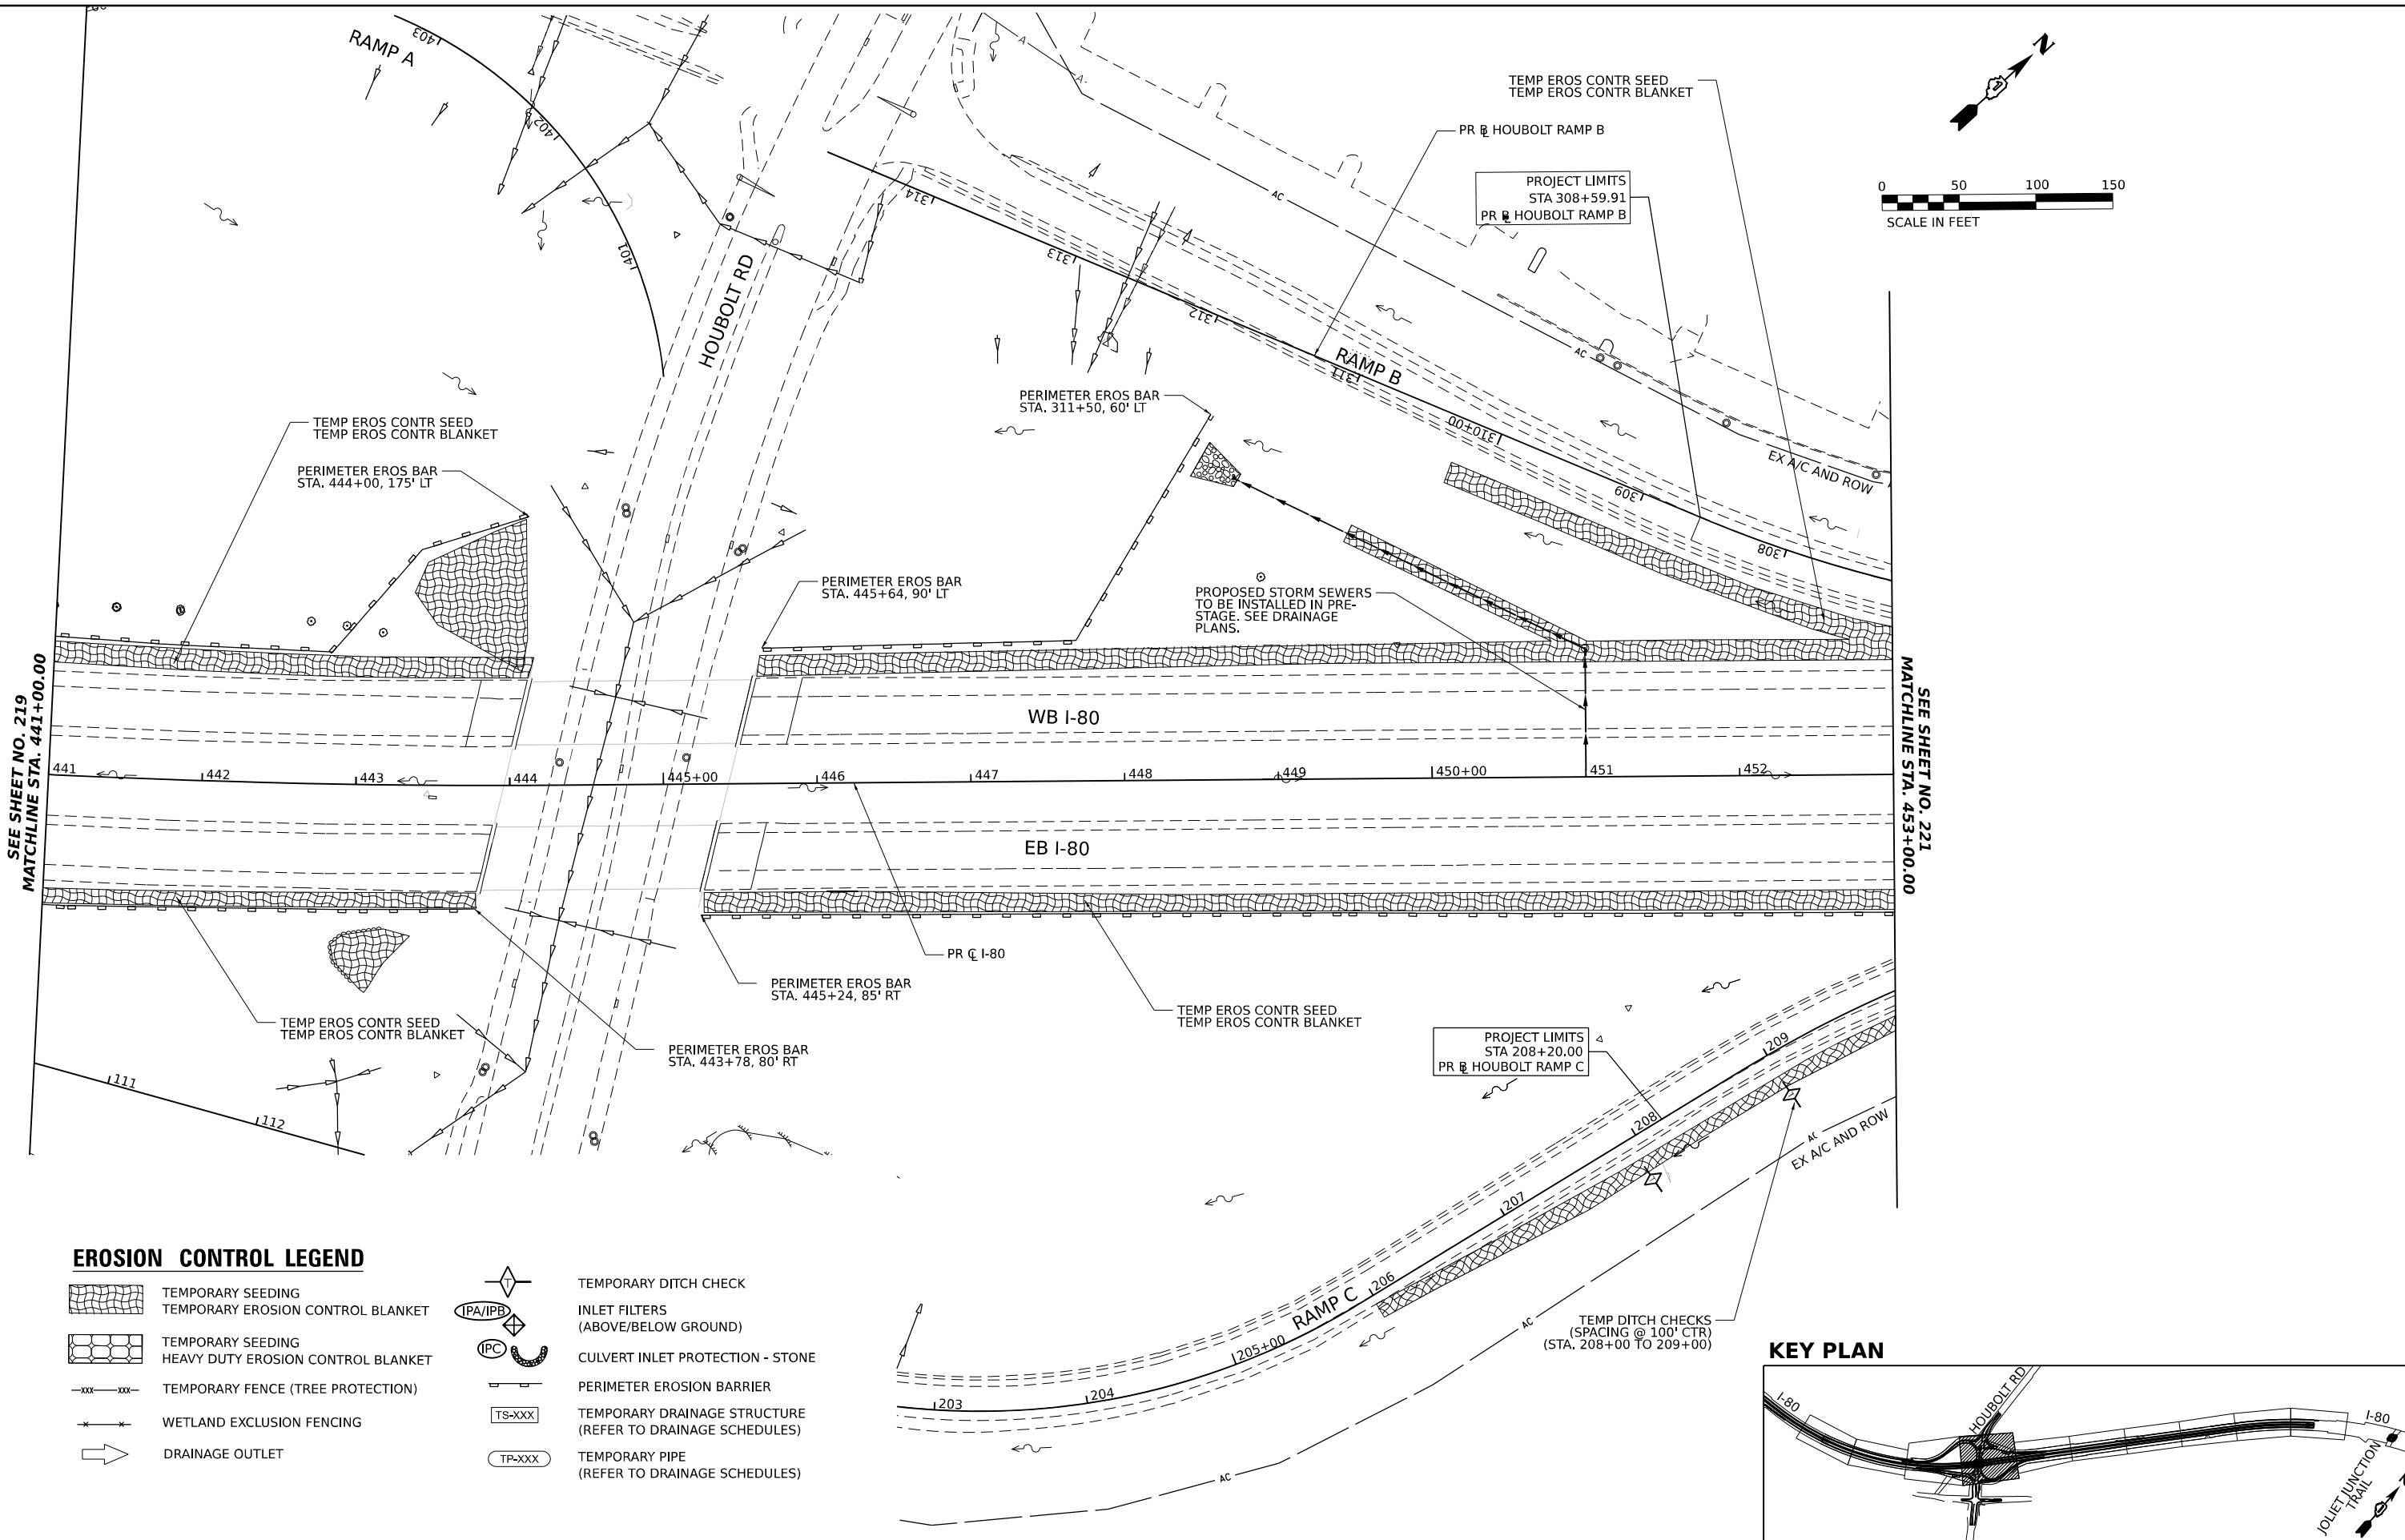 RAMP A
1403
1402
1401
HOUBOLT RD
1314
1313
1312
1311
1310+00
1309
1308
RAMP B
A
A
AC
AC
EX A/C AND ROW
TEMP EROS CONTR SEED
TEMP EROS CONTR BLANKET
PR B HOUBOLT RAMP B
PROJECT LIMITS
STA 308+59.91
PR B HOUBOLT RAMP B
N
1
0 50 100 150
SCALE IN FEET
TEMP EROS CONTR SEED
TEMP EROS CONTR BLANKET
PERIMETER EROS BAR
STA. 444+00, 175' LT
PERIMETER EROS BAR
STA. 311+50, 60' LT
PERIMETER EROS BAR
STA. 445+64, 90' LT
PROPOSED STORM SEWERS
TO BE INSTALLED IN PRE-
STAGE. SEE DRAINAGE
PLANS.
SEE SHEET NO. 219
MATCHLINE STA. 441+00.00
SEE SHEET NO. 221
MATCHLINE STA. 453+00.00
WB I-80
441 442 443 444 445+00 446 447 448 449 450+00 451 452
EB I-80
PR CL I-80
PERIMETER EROS BAR
STA. 445+24, 85' RT
TEMP EROS CONTR SEED
TEMP EROS CONTR BLANKET
TEMP EROS CONTR SEED
TEMP EROS CONTR BLANKET
PERIMETER EROS BAR
STA. 443+78, 80' RT
111
112
PROJECT LIMITS
STA 208+20.00
PR B HOUBOLT RAMP C
209
208
207
206
205+00
204
203
RAMP C
AC
EX A/C AND ROW
AC
AC
TEMP DITCH CHECKS
(SPACING @ 100' CTR)
(STA. 208+00 TO 209+00)
EROSION CONTROL LEGEND
TEMPORARY SEEDING
TEMPORARY EROSION CONTROL BLANKET
TEMPORARY SEEDING
HEAVY DUTY EROSION CONTROL BLANKET
XXX XXX TEMPORARY FENCE (TREE PROTECTION)
WETLAND EXCLUSION FENCING
DRAINAGE OUTLET
T TEMPORARY DITCH CHECK
IPA/IPB INLET FILTERS
(ABOVE/BELOW GROUND)
IPC CULVERT INLET PROTECTION - STONE
PERIMETER EROSION BARRIER
TS-XXX TEMPORARY DRAINAGE STRUCTURE
(REFER TO DRAINAGE SCHEDULES)
TP-XXX TEMPORARY PIPE
(REFER TO DRAINAGE SCHEDULES)
KEY PLAN
I-80
HOUBOLT RD
I-80
JOLIET JUNCTION
TRAIL